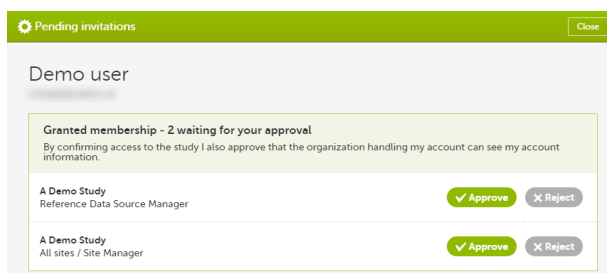 Pending invitations
Close
Demo user
Granted membership - 2 waiting for your approval
By confirming access to the study I also approve that the organization handling my account can see my account
information.
A Demo Study
Reference Data Source Manager
Approve
Reject
A Demo Study
All sites / Site Manager
Approve
Reject